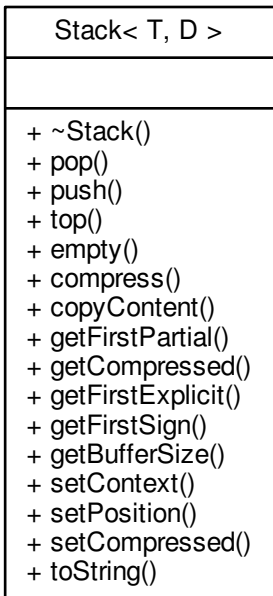 Stack< T, D >
+ ~Stack()
+ pop()
+ push()
+ top()
+ empty()
+ compress()
+ copyContent()
+ getFirstPartial()
+ getCompressed()
+ getFirstExplicit()
+ getFirstSign()
+ getBufferSize()
+ setContext()
+ setPosition()
+ setCompressed()
+ toString()